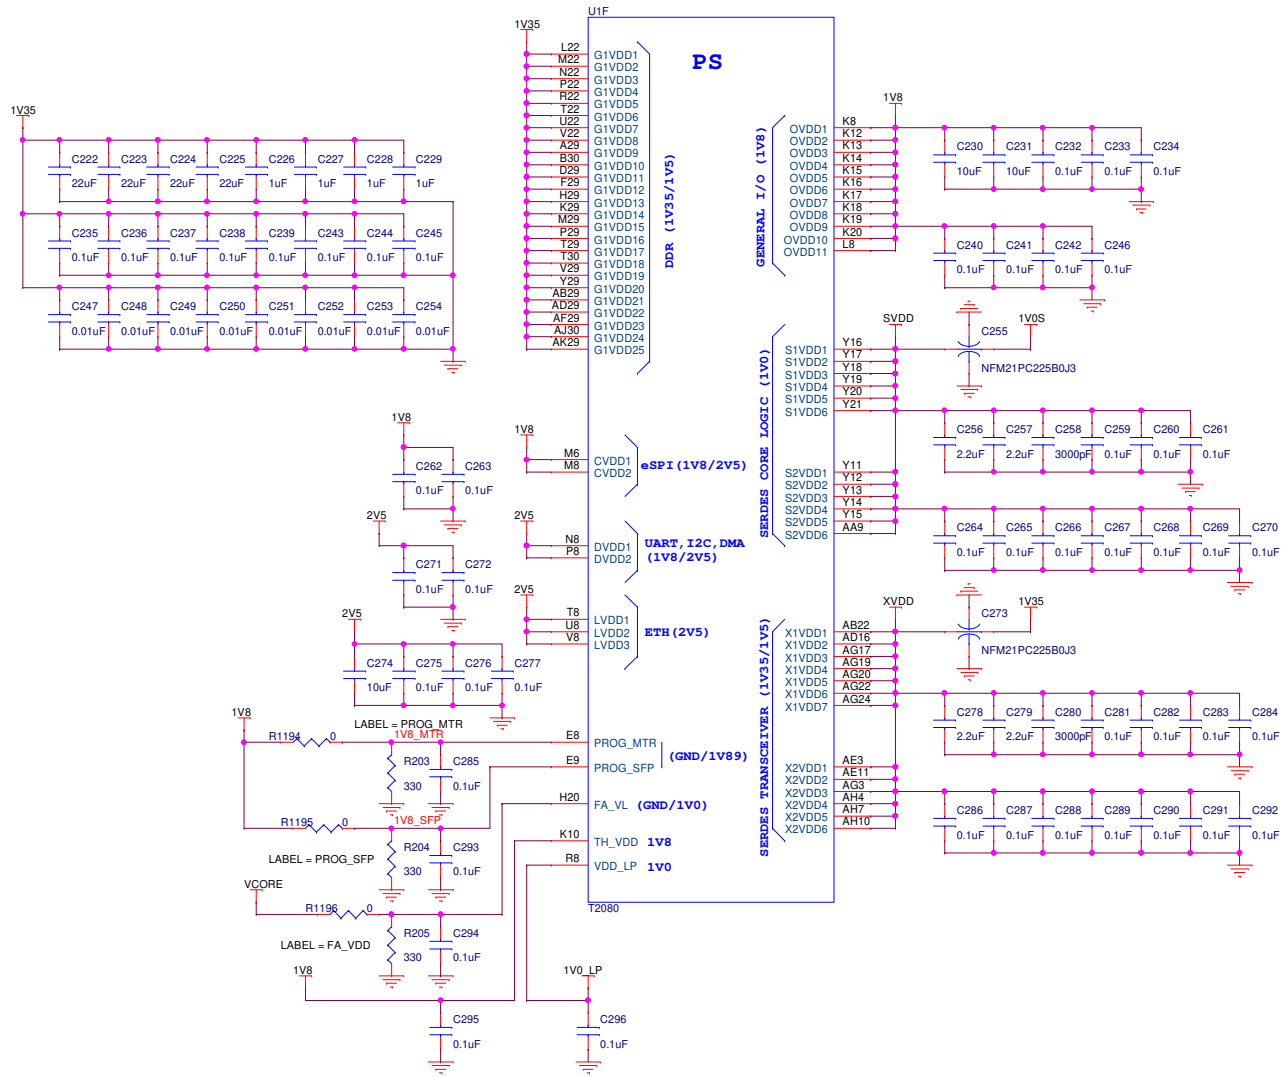 U1F
PS
1V35
L22 G1VDD1
M22 G1VDD2
N22 G1VDD3
P22 G1VDD4
R22 G1VDD5
T22 G1VDD6
U22 G1VDD7
V22 G1VDD8
A29 G1VDD9
B30 G1VDD10
D29 G1VDD11
F29 G1VDD12
H29 G1VDD13
K29 G1VDD14
M29 G1VDD15
P29 G1VDD16
T29 G1VDD17
T30 G1VDD18
V29 G1VDD19
Y29 G1VDD20
AB29 G1VDD21
AD29 G1VDD22
AF29 G1VDD23
AJ30 G1VDD24
AK29 G1VDD25
DDR (1V35/1V5)
1V35
C222 C223 C224 C225 C226 C227 C228 C229
22uF 22uF 22uF 22uF 1uF 1uF 1uF 1uF
C235 C236 C237 C238 C239 C243 C244 C245
0.1uF 0.1uF 0.1uF 0.1uF 0.1uF 0.1uF 0.1uF 0.1uF
C247 C248 C249 C250 C251 C252 C253 C254
0.01uF 0.01uF 0.01uF 0.01uF 0.01uF 0.01uF 0.01uF 0.01uF
1V8
C262 C263
0.1uF 0.1uF
1V8
M6 CVDD1
M8 CVDD2
eSPI(1V8/2V5)
2V5
C271 C272
0.1uF 0.1uF
2V5
N8 DVDD1
P8 DVDD2
UART,I2C,DMA
(1V8/2V5)
2V5
C274 C275 C276 C277
10uF 0.1uF 0.1uF 0.1uF
2V5
T8 LVDD1
U8 LVDD2
V8 LVDD3
ETH(2V5)
1V8
LABEL = PROG_MTR
R1194 0
1V8_MTR
E8 PROG_MTR
R203 C285
330 0.1uF
E9 PROG_SFP
(GND/1V89)
H20 FA_VL (GND/1V0)
R1195 0
1V8_SFP
K10 TH_VDD 1V8
LABEL = PROG_SFP
R204 C293
330 0.1uF
R8 VDD_LP 1V0
VCORE
R1196 0
T2080
LABEL = FA_VDD
R205 C294
330 0.1uF
1V8
1V0_LP
C295 C296
0.1uF 0.1uF
1V8
OVDD1 K8
OVDD2 K12
OVDD3 K13
OVDD4 K14
OVDD5 K15
OVDD6 K16
OVDD7 K17
OVDD8 K18
OVDD9 K19
OVDD10 K20
OVDD11 L8
GENERAL I/O (1V8)
C230 C231 C232 C233 C234
10uF 10uF 0.1uF 0.1uF 0.1uF
C240 C241 C242 C246
0.1uF 0.1uF 0.1uF 0.1uF
SVDD
C255
1V0S
NFM21PC225B0J3
S1VDD1 Y16
S1VDD2 Y17
S1VDD3 Y18
S1VDD4 Y19
S1VDD5 Y20
S1VDD6 Y21
C256 C257 C258 C259 C260 C261
2.2uF 2.2uF 3000pF 0.1uF 0.1uF 0.1uF
S2VDD1 Y11
S2VDD2 Y12
S2VDD3 Y13
S2VDD4 Y14
S2VDD5 Y15
S2VDD6 AA9
SERDES CORE LOGIC (1V0)
C264 C265 C266 C267 C268 C269 C270
0.1uF 0.1uF 0.1uF 0.1uF 0.1uF 0.1uF 0.1uF
XVDD
C273
1V35
NFM21PC225B0J3
X1VDD1 AB22
X1VDD2 AD16
X1VDD3 AG17
X1VDD4 AG19
X1VDD5 AG20
X1VDD6 AG22
X1VDD7 AG24
C278 C279 C280 C281 C282 C283 C284
2.2uF 2.2uF 3000pF 0.1uF 0.1uF 0.1uF 0.1uF
X2VDD1 AE3
X2VDD2 AE11
X2VDD3 AG3
X2VDD4 AH4
X2VDD5 AH7
X2VDD6 AH10
SERDES TRANSCEIVER (1V35/1V5)
C286 C287 C288 C289 C290 C291 C292
0.1uF 0.1uF 0.1uF 0.1uF 0.1uF 0.1uF 0.1uF